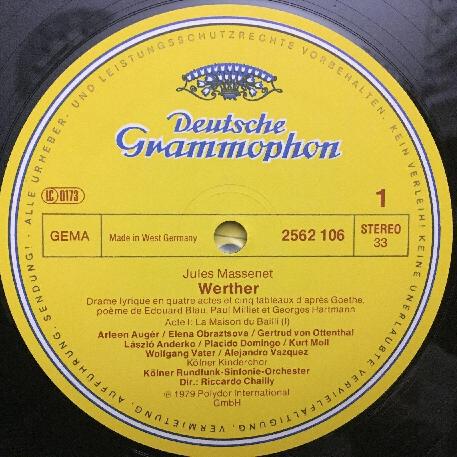 ALLE URHEBER- UND LEISTUNGSSCHUTZRECHTE VORBEHALTEN. KEIN VERLEIH! KEINE UNERLAUBTE VERVIELFÄLTIGUNG, VERMIETUNG, AUFFÜHRUNG, SENDUNG!
Deutsche
Grammophon
LC 0173
1
GEMA
Made in West Germany
2562 106
STEREO
33
Jules Massenet
Werther
Drame lyrique en quatre actes et cinq tableaux d'après Goethe,
poème de Edouard Blau, Paul Milliet et Georges Hartmann
Acte I: La Maison du Bailli (I)
Arleen Augér / Elena Obraztsova / Gertrud von Ottenthal
László Anderko / Placido Domingo / Kurt Moll
Wolfgang Vater / Alejandro Vazquez
Kölner Kinderchor
Kölner Rundfunk-Sinfonie-Orchester
Dir.: Riccardo Chailly
℗ 1979 Polydor International
GmbH